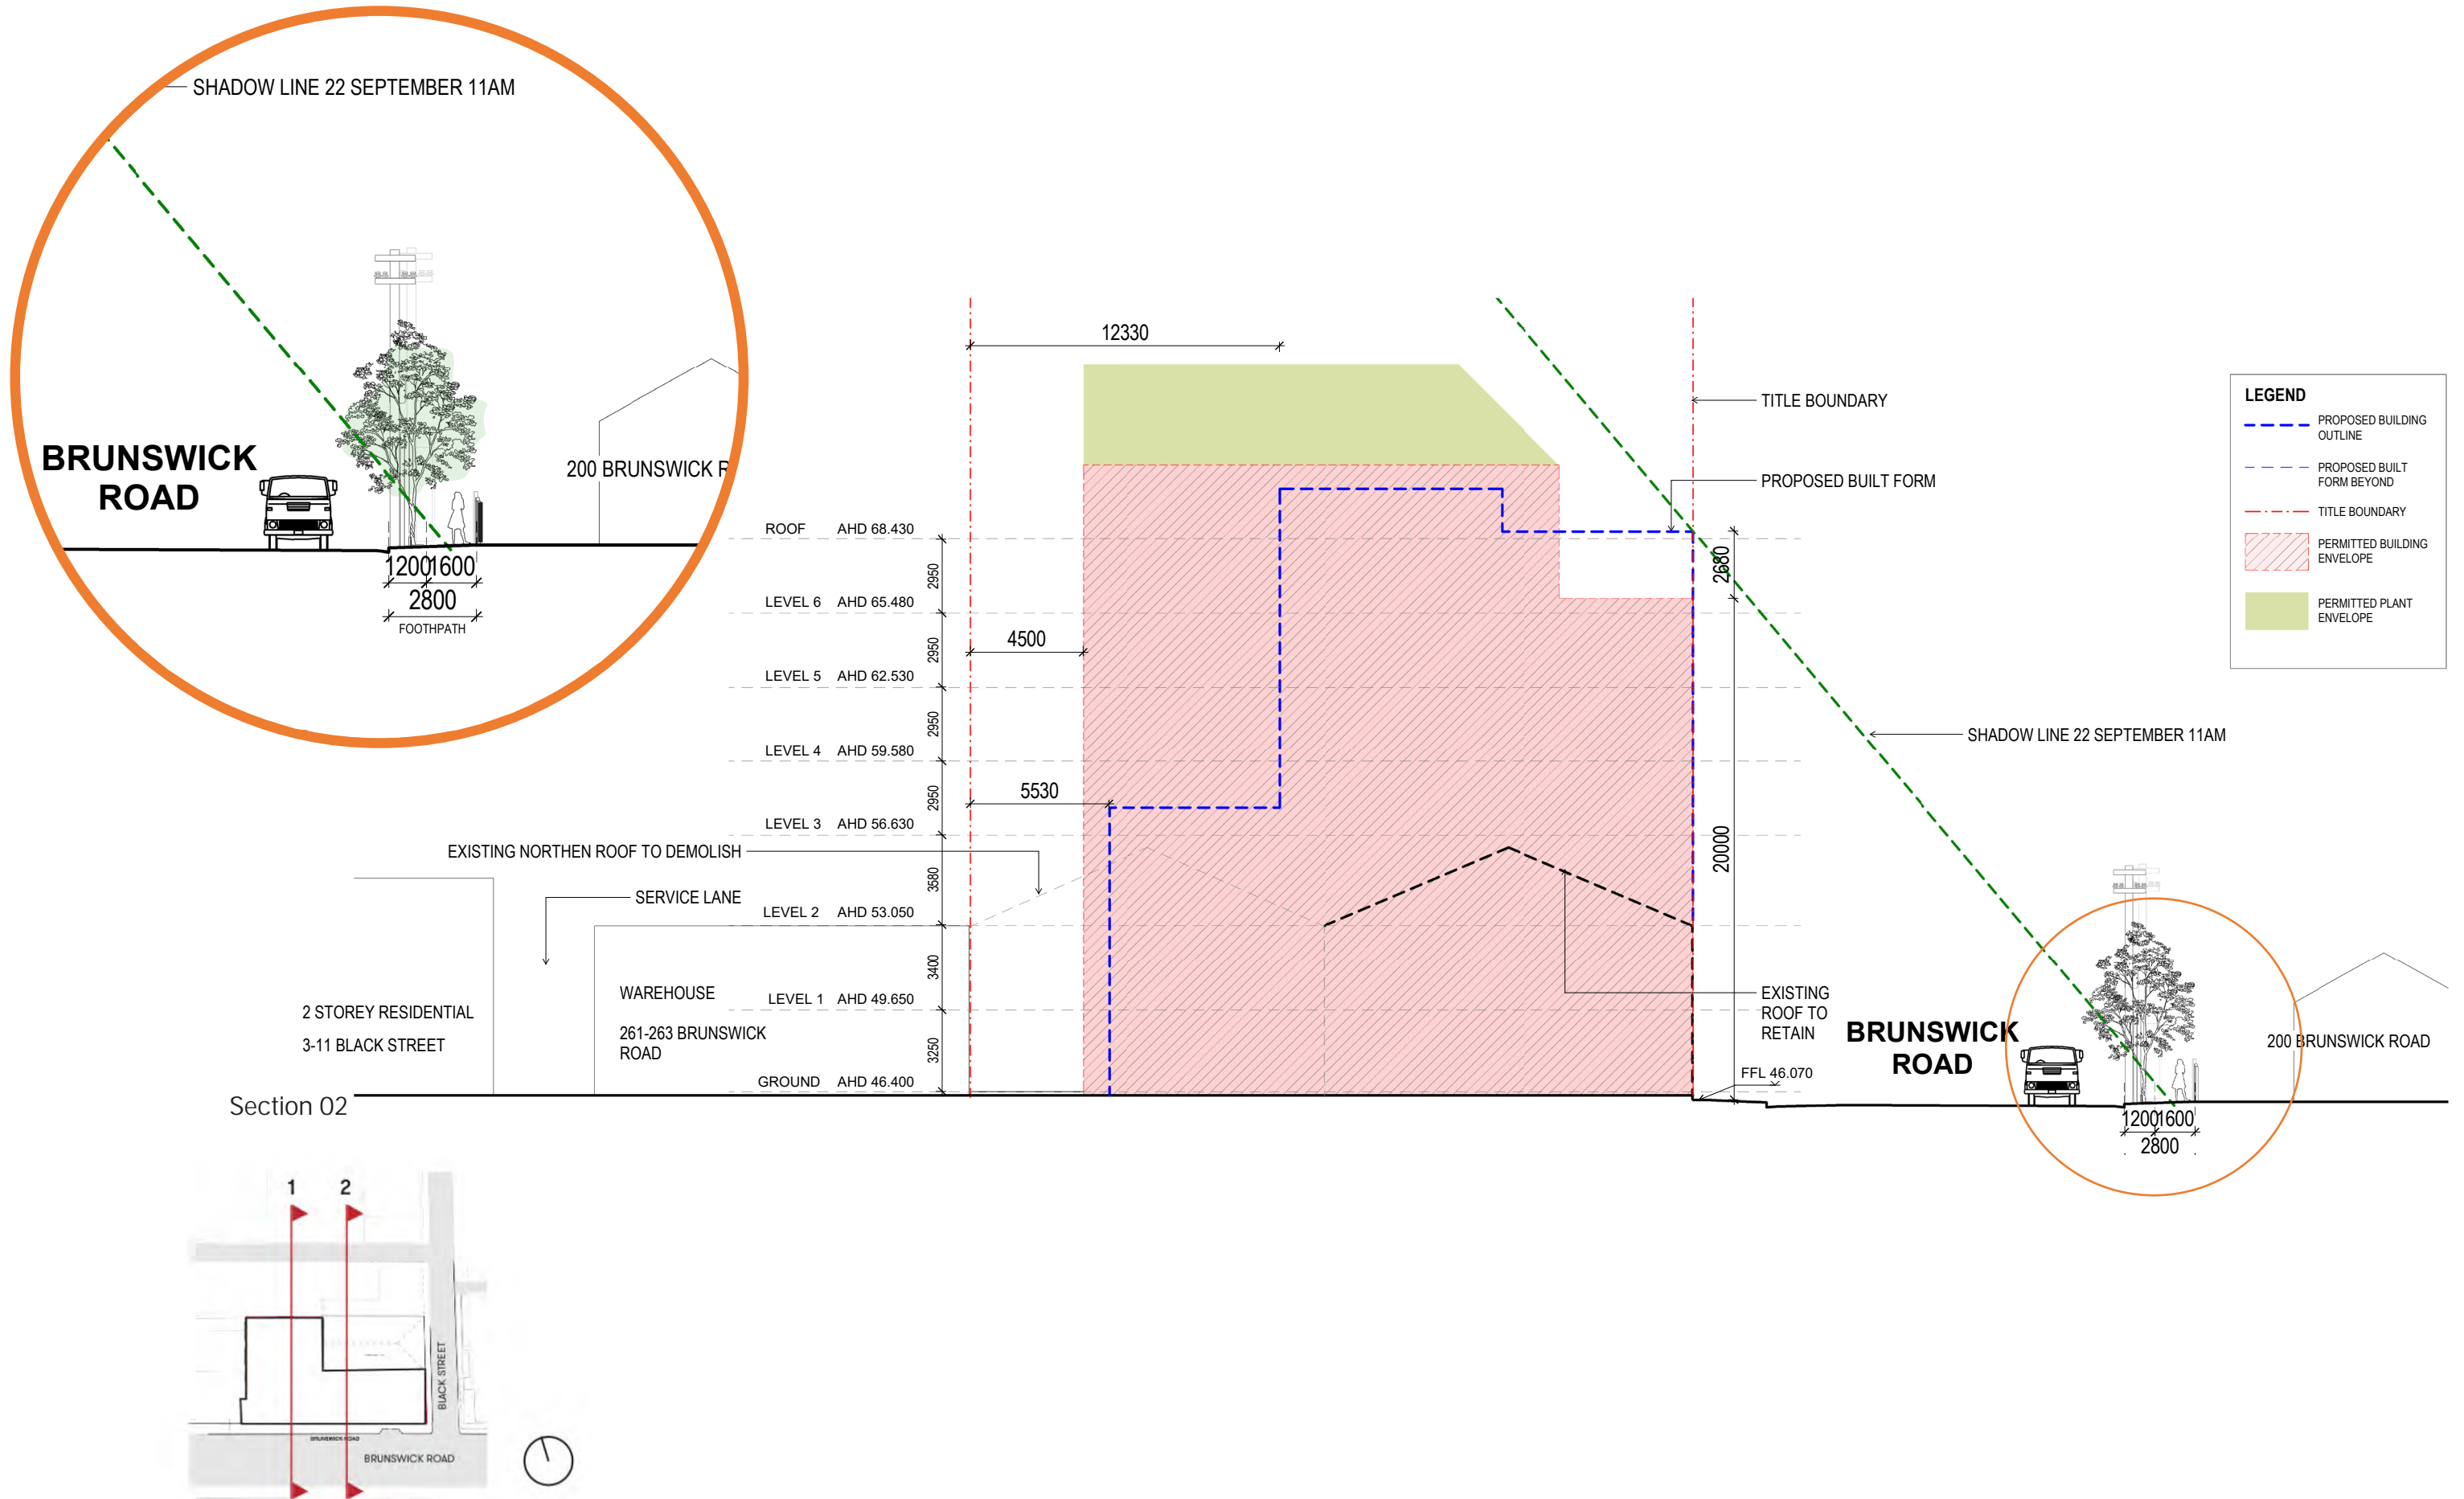 SHADOW LINE 22 SEPTEMBER 11AM
BRUNSWICK
ROAD
200 BRUNSWICK R
1200
1600
2800
FOOTHPATH
12330
TITLE BOUNDARY
PROPOSED BUILT FORM
LEGEND
PROPOSED BUILDING
OUTLINE
PROPOSED BUILT
FORM BEYOND
TITLE BOUNDARY
PERMITTED BUILDING
ENVELOPE
PERMITTED PLANT
ENVELOPE
ROOF AHD 68.430
2950
2680
LEVEL 6 AHD 65.480
2950
4500
LEVEL 5 AHD 62.530
2950
SHADOW LINE 22 SEPTEMBER 11AM
LEVEL 4 AHD 59.580
2950
5530
LEVEL 3 AHD 56.630
20000
EXISTING NORTHEN ROOF TO DEMOLISH
3580
SERVICE LANE
LEVEL 2 AHD 53.050
3400
WAREHOUSE
LEVEL 1 AHD 49.650
261-263 BRUNSWICK
ROAD
2 STOREY RESIDENTIAL
3-11 BLACK STREET
3250
GROUND AHD 46.400
EXISTING
ROOF TO
RETAIN
BRUNSWICK
ROAD
200 BRUNSWICK ROAD
FFL 46.070
Section 02
1200
1600
2800
1
2
BLACK STREET
BRUNSWICK ROAD
BRUNSWICK ROAD